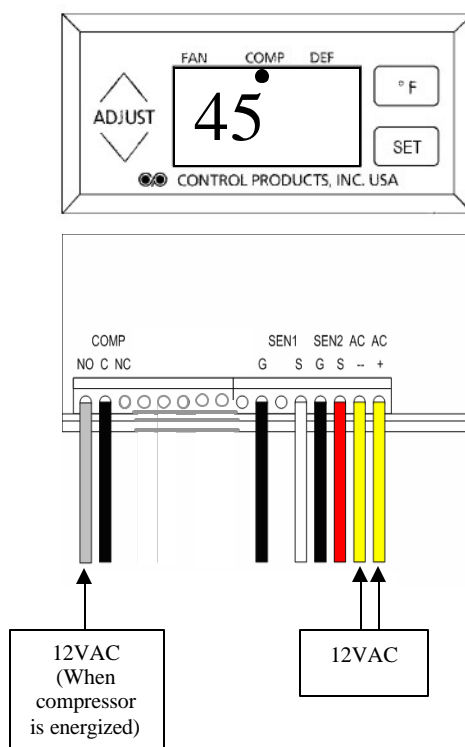 FAN COMP DEF
ADJUST
45
° F
SET
CONTROL PRODUCTS, INC. USA
COMP SEN1 SEN2 AC AC
NO C NC G S G S -- +
12VAC
(When
compressor
is energized)
12VAC